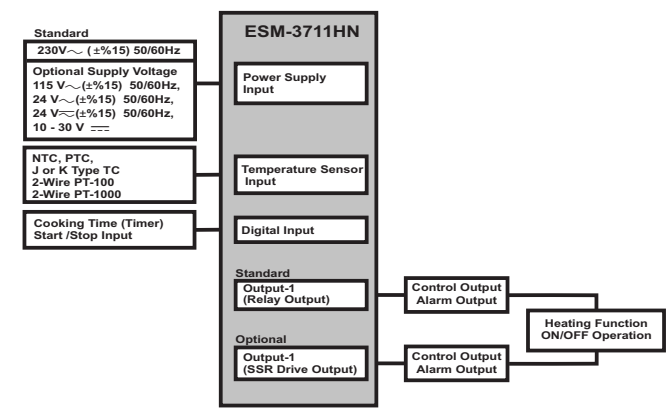 Standard
230V～ (±%15) 50/60Hz
Optional Supply Voltage
115 V～(±%15) 50/60Hz,
24 V～(±%15) 50/60Hz,
24 V⏦(±%15) 50/60Hz,
10 - 30 V ⎓
NTC, PTC,
J or K Type TC
2-Wire PT-100
2-Wire PT-1000
Cooking Time (Timer)
Start /Stop Input
ESM-3711HN
Power Supply
Input
Temperature Sensor
Input
Digital Input
Standard
Output-1
(Relay Output)
Optional
Output-1
(SSR Drive Output)
Control Output
Alarm Output
Control Output
Alarm Output
Heating Function
ON/OFF Operation